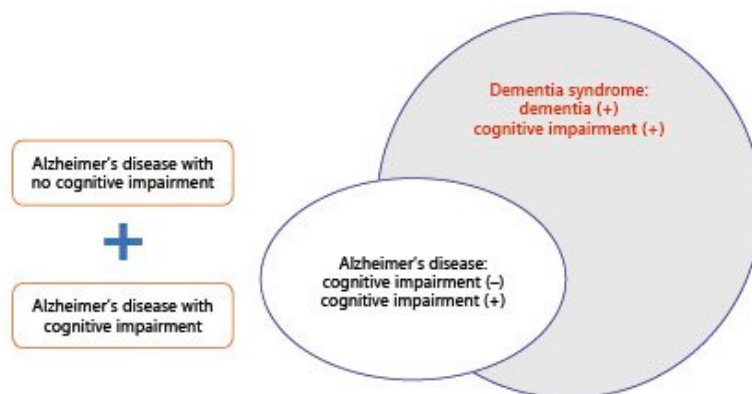 Dementia syndrome:
dementia (+)
cognitive impairment (+)
Alzheimer's disease with
no cognitive impairment
+
Alzheimer's disease with
cognitive impairment
Alzheimer's disease:
cognitive impairment (–)
cognitive impairment (+)